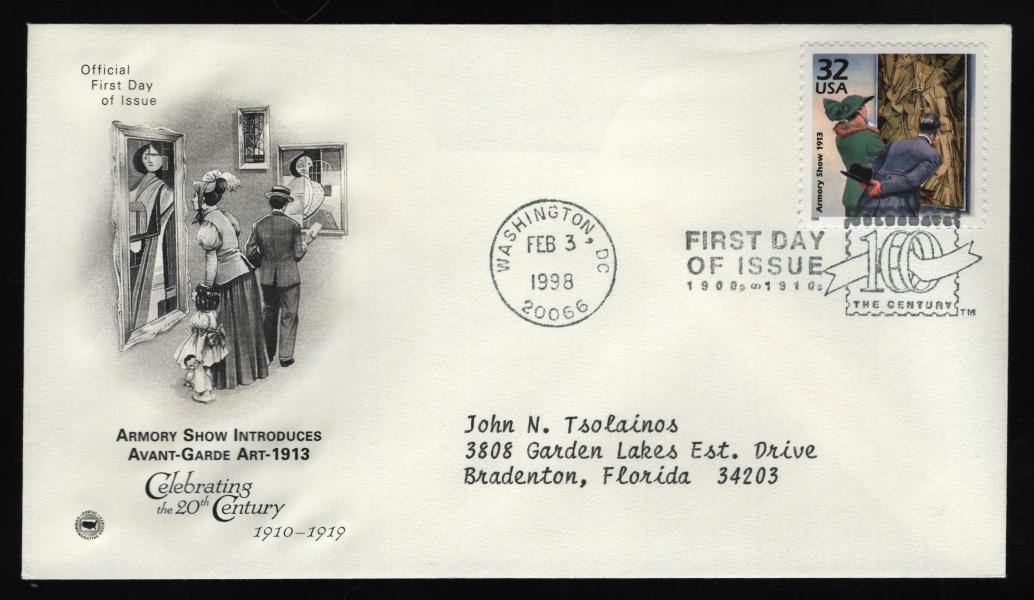 Official
First Day
of Issue
32
USA
Armory Show 1913
WASHINGTON, DC
FEB 3
1998
20066
FIRST DAY
OF ISSUE
1900s ∞ 1910s
100
THE CENTURY
TM
John N. Tsolainos
3808 Garden Lakes Est. Drive
Bradenton, Florida 34203
ARMORY SHOW INTRODUCES
AVANT-GARDE ART-1913
Celebrating
the 20th Century
1910–1919